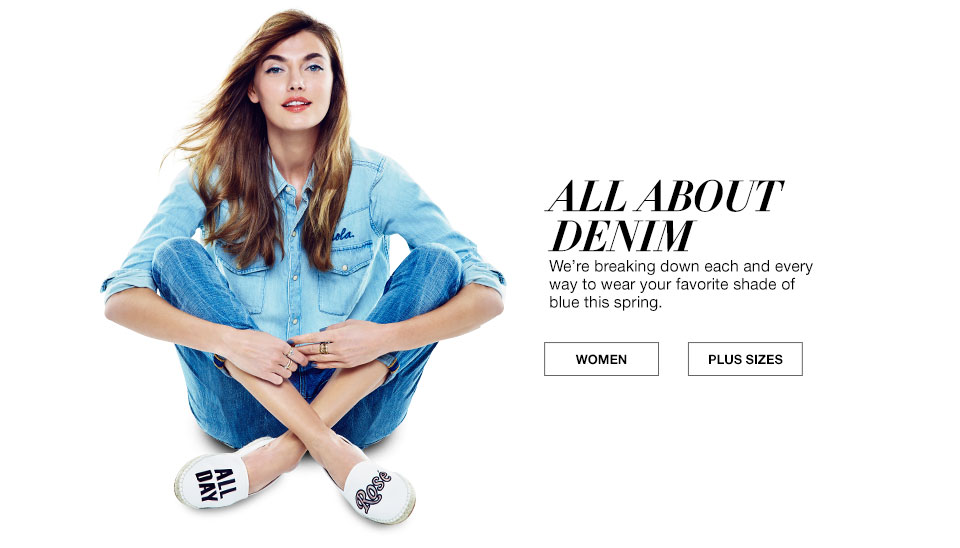 ALL ABOUT
DENIM
We’re breaking down each and every
way to wear your favorite shade of
blue this spring.
WOMEN
PLUS SIZES
ALL
DAY
Rosé